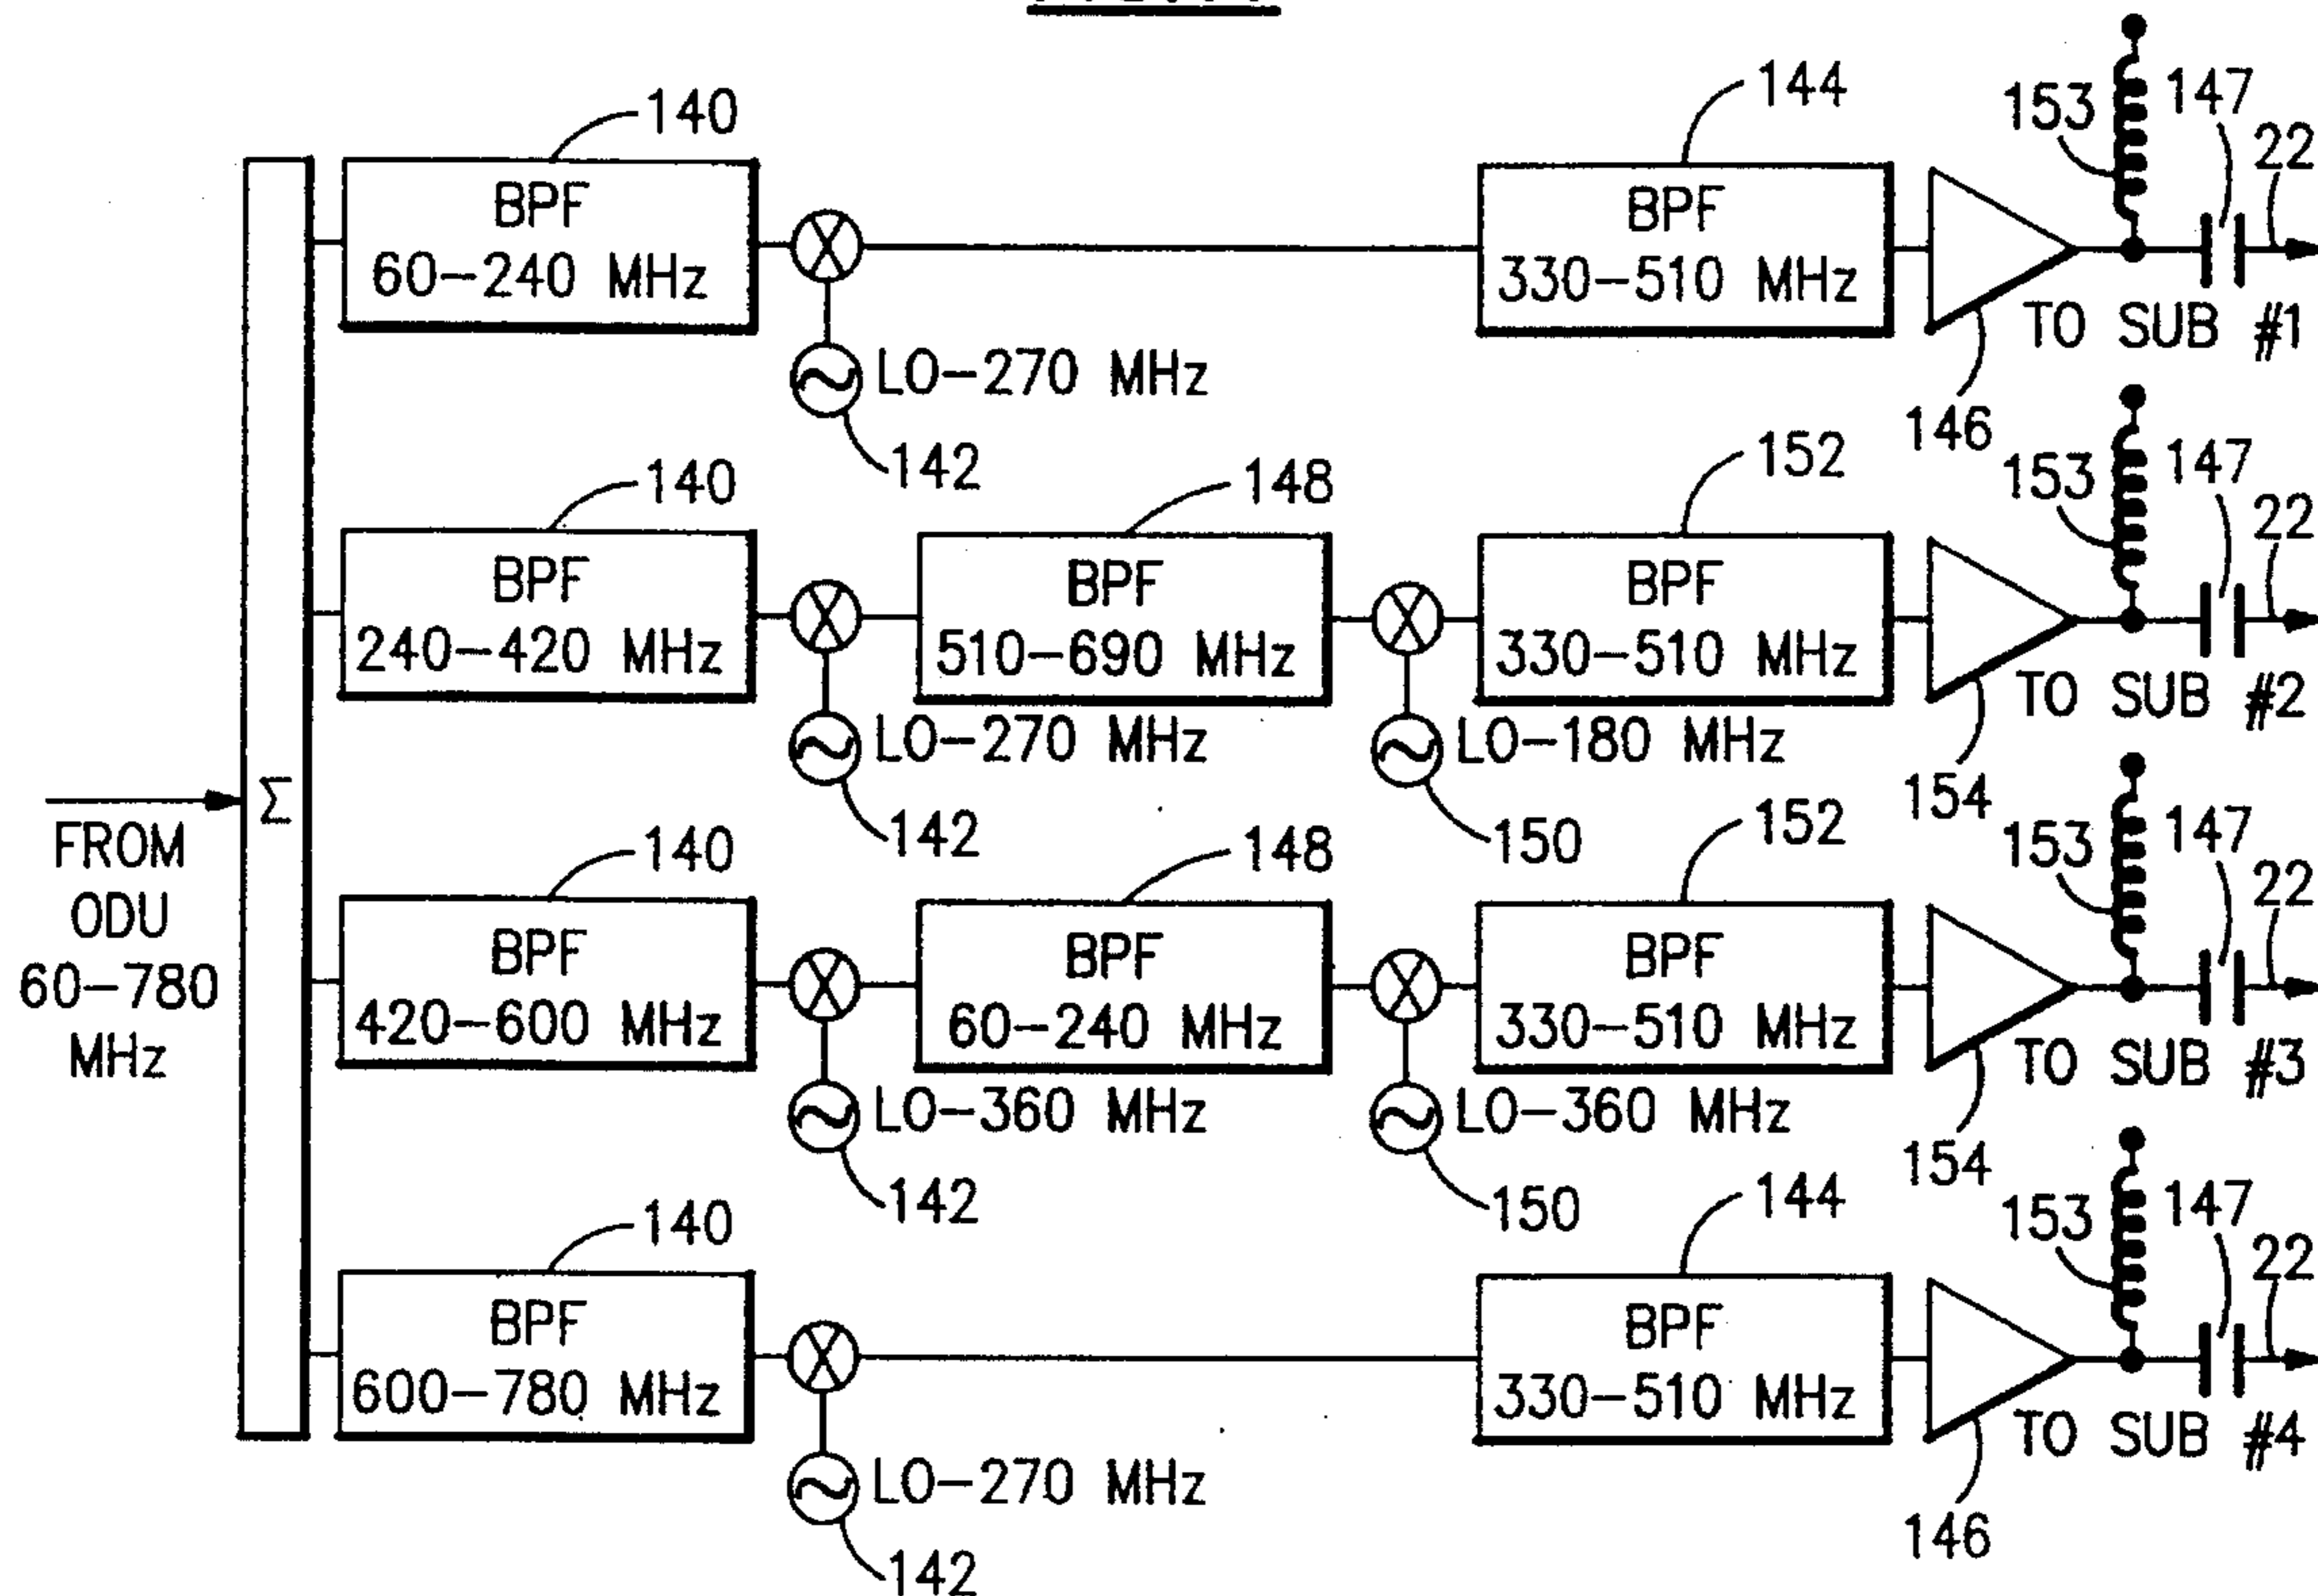 140
144
153
147
22
BPF
60-240 MHz
BPF
330-510 MHz
LO-270 MHz
TO SUB #1
142
146
140
148
152
153
147
22
BPF
240-420 MHz
BPF
510-690 MHz
BPF
330-510 MHz
LO-270 MHz
LO-180 MHz
TO SUB #2
142
150
154
Σ
FROM
ODU
60-780
MHz
140
148
152
153
147
22
BPF
420-600 MHz
BPF
60-240 MHz
BPF
330-510 MHz
LO-360 MHz
LO-360 MHz
TO SUB #3
142
150
154
140
144
153
147
22
BPF
600-780 MHz
BPF
330-510 MHz
LO-270 MHz
TO SUB #4
142
146